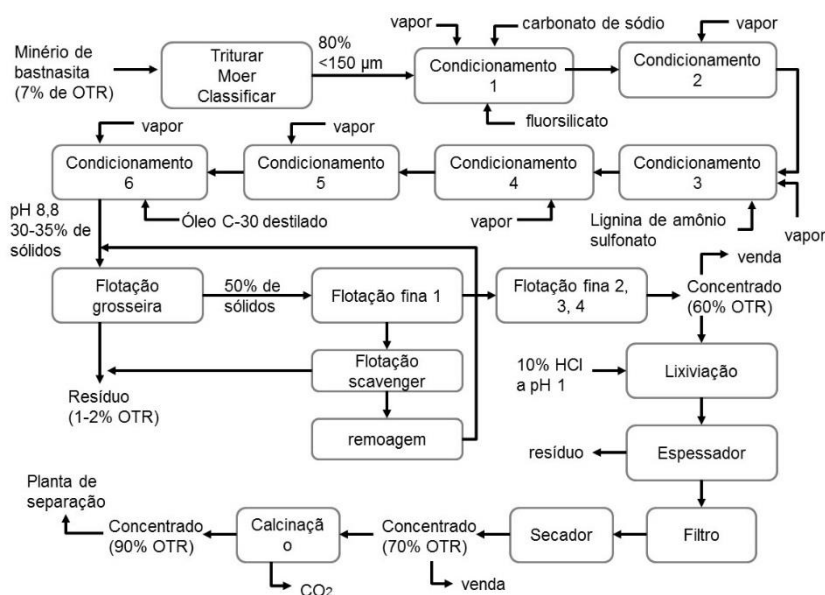 Minério de
bastnasita
(7% de OTR)
Triturar
Moer
Classificar
80%
<150 µm
vapor
carbonato de sódio
Condicionamento
1
fluorsilicato
vapor
Condicionamento
2
vapor
Condicionamento
6
Óleo C-30 destilado
vapor
Condicionamento
5
Condicionamento
4
vapor
Condicionamento
3
Lignina de amônio
sulfonato
vapor
pH 8,8
30-35% de
sólidos
Flotação
grosseira
50% de
sólidos
Flotação fina 1
Flotação fina 2,
3, 4
venda
Concentrado
(60% OTR)
Flotação
scavenger
Resíduo
(1-2% OTR)
remoagem
10% HCl
a pH 1
Lixiviação
resíduo
Espessador
Planta de
separação
Concentrado
(90% OTR)
Calcinaçã
o
CO2
Concentrado
(70% OTR)
venda
Secador
Filtro